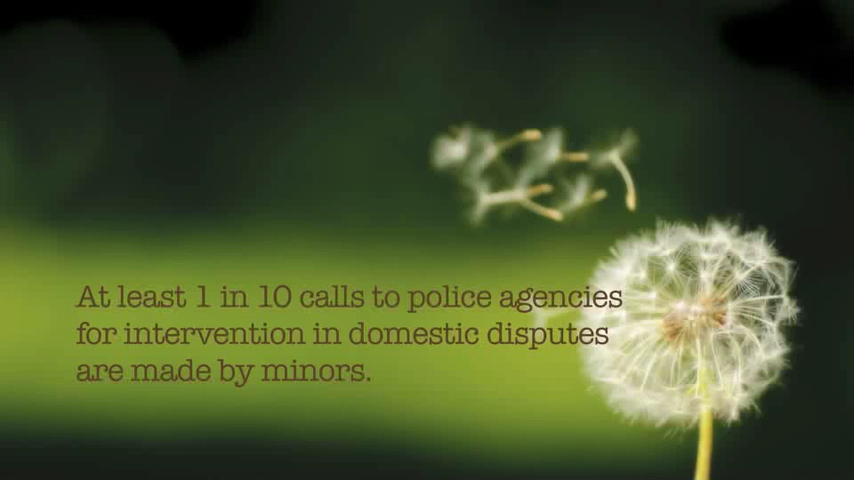 At least 1 in 10 calls to police agencies
for intervention in domestic disputes
are made by minors.